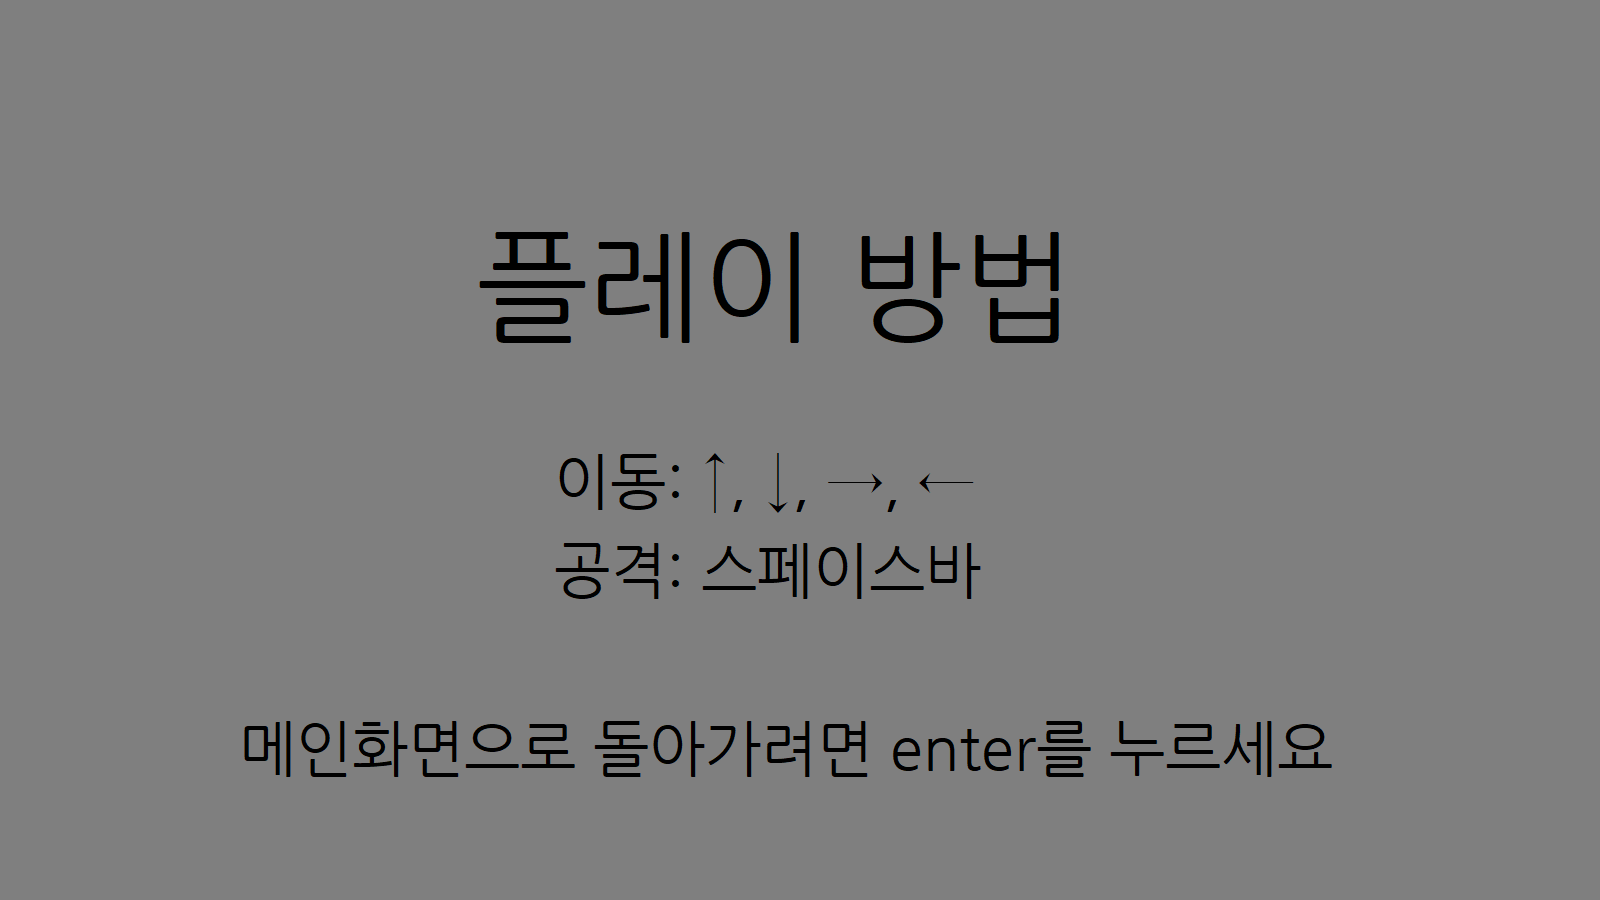 플레이 방법
이동: ↑, ↓, →, ←
공격: 스페이스바
메인화면으로 돌아가려면 enter를 누르세요